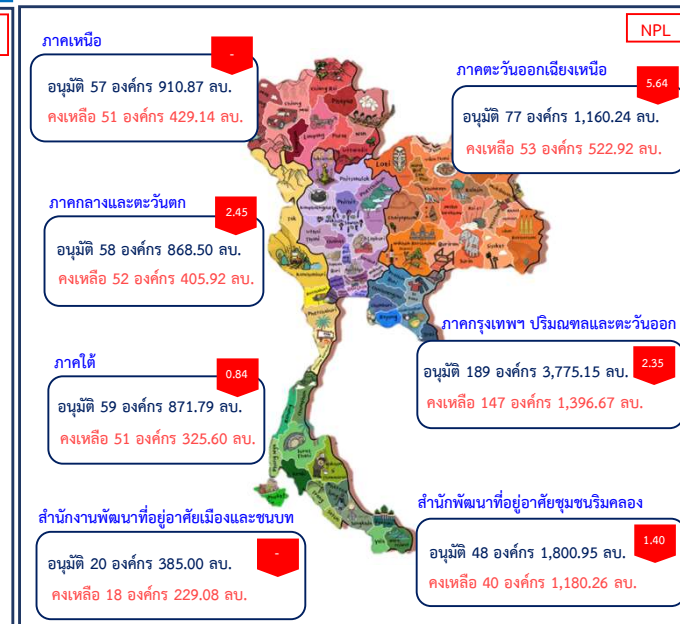 NPL
ภาคเหนือ
-
อนุมัติ 57 องค์กร 910.87 ลบ.
คงเหลือ 51 องค์กร 429.14 ลบ.
ภาคตะวันออกเฉียงเหนือ
5.64
อนุมัติ 77 องค์กร 1,160.24 ลบ.
คงเหลือ 53 องค์กร 522.92 ลบ.
ภาคกลางและตะวันตก
2.45
อนุมัติ 58 องค์กร 868.50 ลบ.
คงเหลือ 52 องค์กร 405.92 ลบ.
ภาคกรุงเทพฯ ปริมณฑลและตะวันออก
2.35
อนุมัติ 189 องค์กร 3,775.15 ลบ.
คงเหลือ 147 องค์กร 1,396.67 ลบ.
ภาคใต้
0.84
อนุมัติ 59 องค์กร 871.79 ลบ.
คงเหลือ 51 องค์กร 325.60 ลบ.
สำนักงานพัฒนาที่อยู่อาศัยเมืองและชนบท
-
อนุมัติ 20 องค์กร 385.00 ลบ.
คงเหลือ 18 องค์กร 229.08 ลบ.
สำนักพัฒนาที่อยู่อาศัยชุมชนริมคลอง
1.40
อนุมัติ 48 องค์กร 1,800.95 ลบ.
คงเหลือ 40 องค์กร 1,180.26 ลบ.
Loei
Buriram